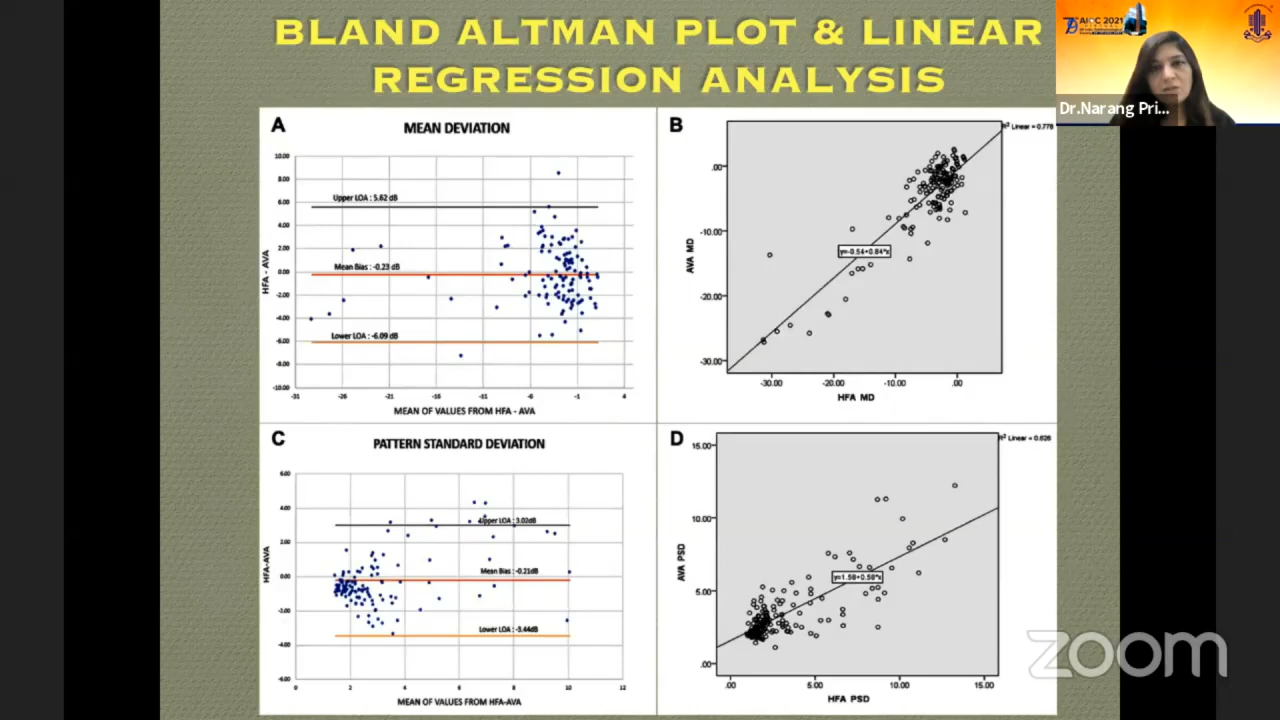 BLAND ALTMAN PLOT & LINEAR
REGRESSION ANALYSIS
AIOC 2021
Dr.Narang Pri...
A
MEAN DEVIATION
10.00
8.00
6.00
4.00
2.00
0.00
-2.00
-4.00
-6.00
-8.00
-10.00
HFA - AVA
Upper LOA : 5.62 dB
Mean Bias : -0.23 dB
Lower LOA : -6.09 dB
-31 -26 -21 -16 -11 -6 -1 4
MEAN OF VALUES FROM HFA - AVA
B
R² Linear = 0.778
.00
-10.00
-20.00
-30.00
AVA MD
y=-0.54+0.84*x
-30.00 -20.00 -10.00 .00
HFA MD
C
PATTERN STANDARD DEVIATION
6.00
4.00
2.00
0.00
-2.00
-4.00
-6.00
HFA-AVA
Upper LOA : 3.02dB
Mean Bias : -0.21dB
Lower LOA : -3.44dB
0 2 4 6 8 10 12
MEAN OF VALUES FROM HFA-AVA
D
R² Linear = 0.626
15.00
10.00
5.00
.00
AVA PSD
y=1.58+0.58*x
.00 5.00 10.00 15.00
HFA PSD
zoom